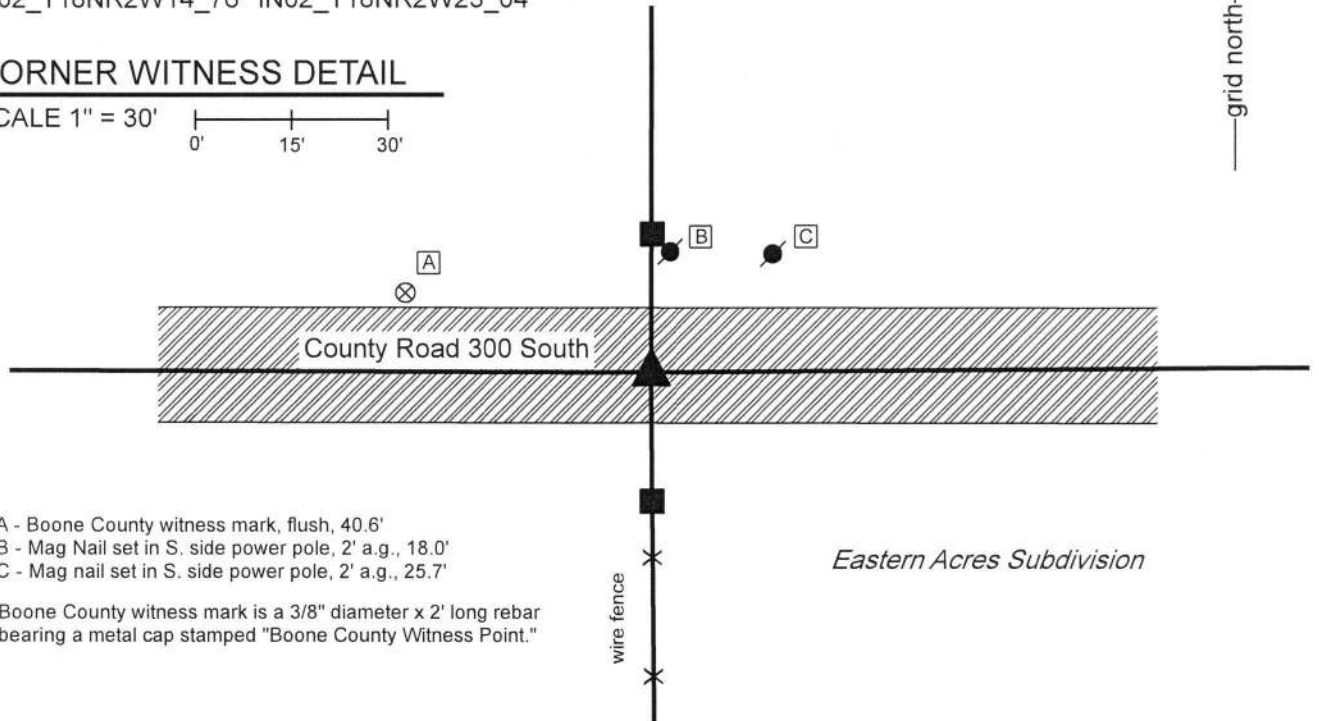 02_T18NR2W14_76 IN02_T18NR2W23_04
ORNER WITNESS DETAIL
CALE 1" = 30'
0' 15' 30'
grid north-
B
C
A
County Road 300 South
A - Boone County witness mark, flush, 40.6'
B - Mag Nail set in S. side power pole, 2' a.g., 18.0'
C - Mag nail set in S. side power pole, 2' a.g., 25.7'
Boone County witness mark is a 3/8" diameter x 2' long rebar
bearing a metal cap stamped "Boone County Witness Point."
wire fence
Eastern Acres Subdivision